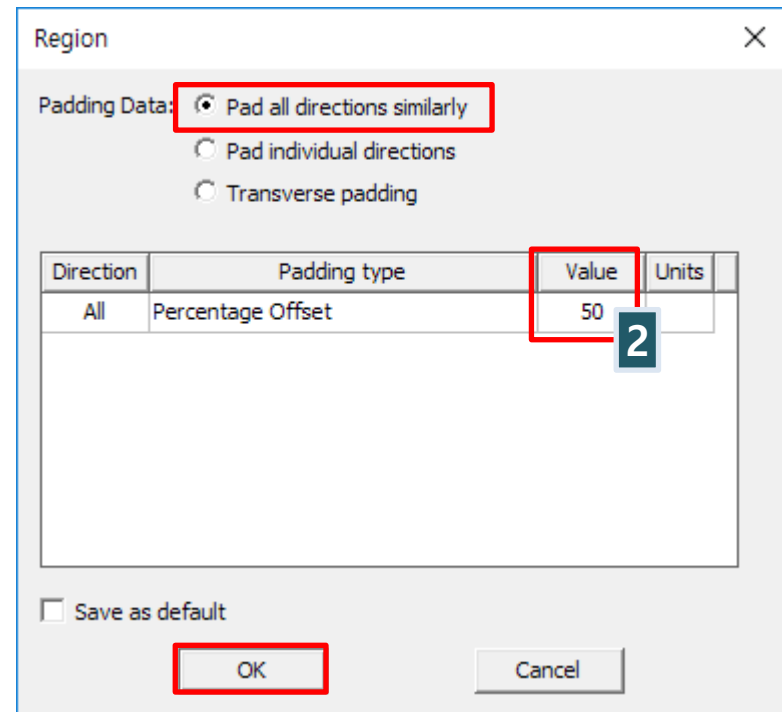 Region
Padding Data: Pad all directions similarly
Pad individual directions
Transverse padding
Direction Padding type Value Units
All Percentage Offset 50
2
Save as default
OK Cancel